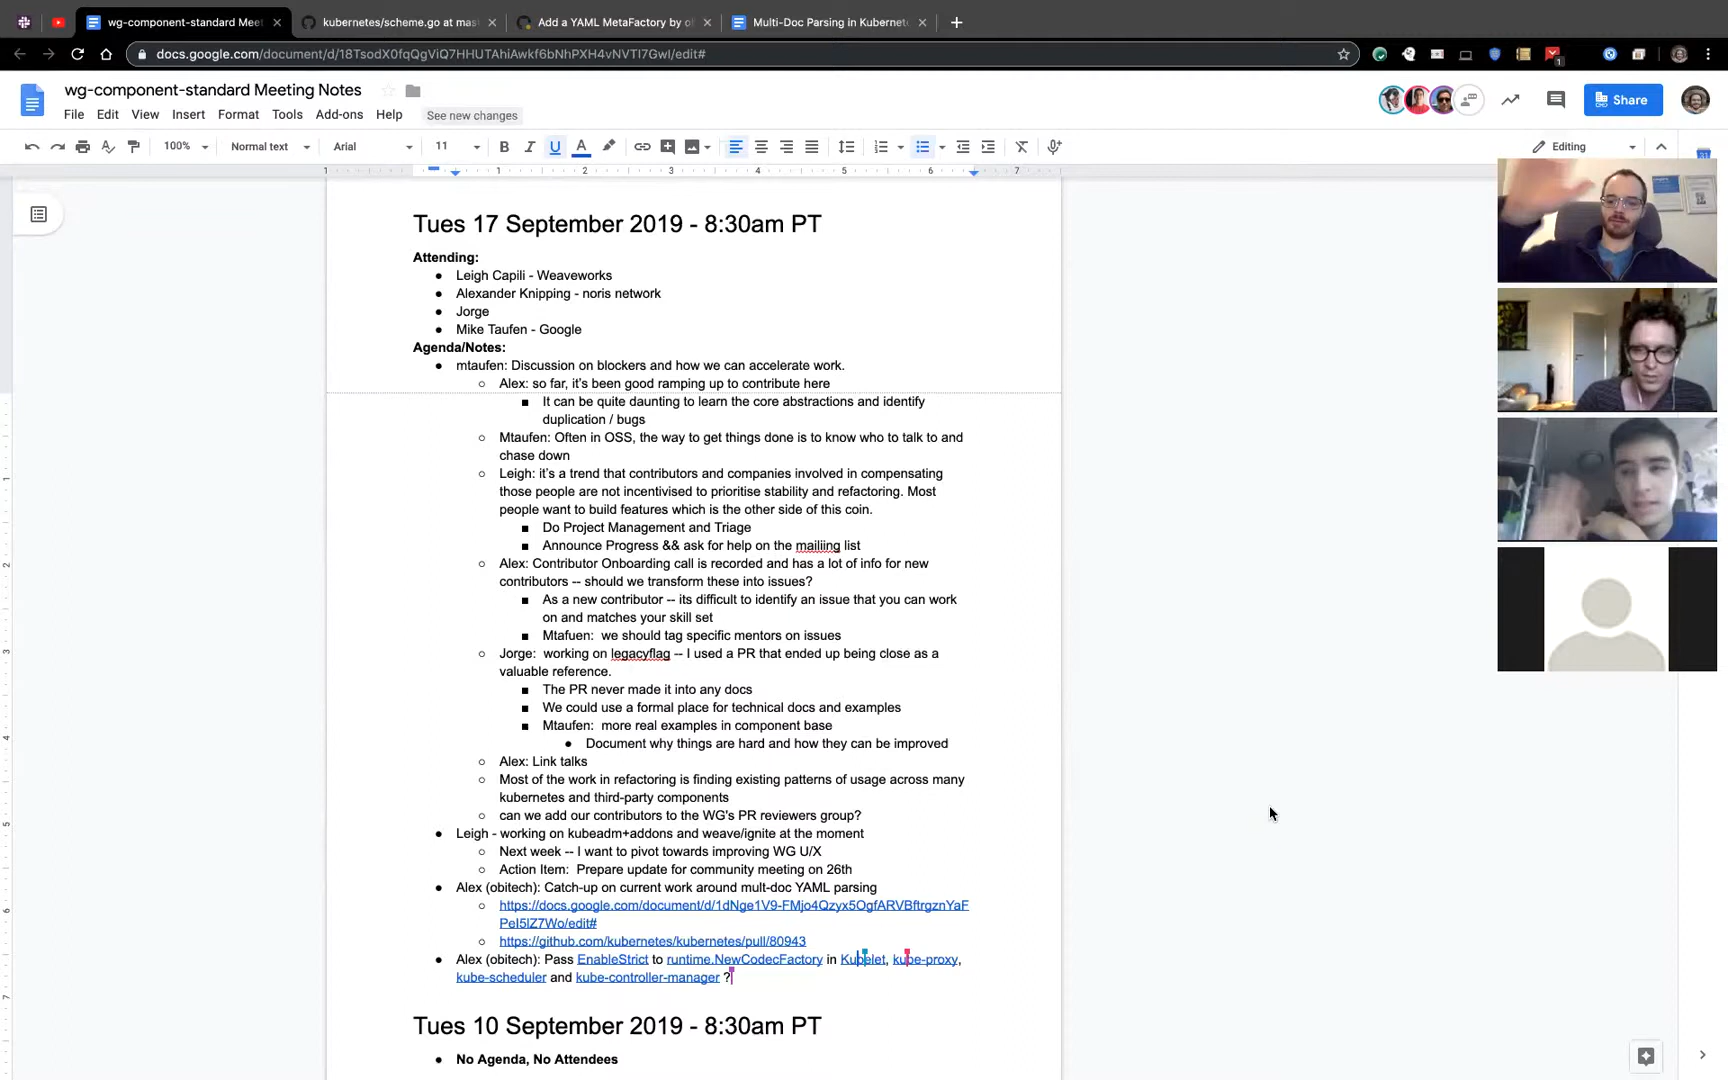 wg-component-standard Meeti
kubernetes/scheme.go at mas
Add a YAML MetaFactory by ol
Multi-Doc Parsing in Kubernete
docs.google.com/document/d/18TsodX0fqQgViQ7HHUTAhiAwkf6bNhPXH4vNVTI7GwI/edit#
1
wg-component-standard Meeting Notes
Share
File Edit View Insert Format Tools Add-ons Help See new changes
100% Normal text Arial 11 B I U A Editing
1 1 2 3 4 5 6 7
Tues 17 September 2019 - 8:30am PT
Attending:
● Leigh Capili - Weaveworks
● Alexander Knipping - noris network
● Jorge
● Mike Taufen - Google
Agenda/Notes:
● mtaufen: Discussion on blockers and how we can accelerate work.
○ Alex: so far, it's been good ramping up to contribute here
■ It can be quite daunting to learn the core abstractions and identify
duplication / bugs
○ Mtaufen: Often in OSS, the way to get things done is to know who to talk to and
chase down
○ Leigh: it's a trend that contributors and companies involved in compensating
those people are not incentivised to prioritise stability and refactoring. Most
people want to build features which is the other side of this coin.
■ Do Project Management and Triage
■ Announce Progress && ask for help on the mailiing list
○ Alex: Contributor Onboarding call is recorded and has a lot of info for new
contributors -- should we transform these into issues?
■ As a new contributor -- its difficult to identify an issue that you can work
on and matches your skill set
■ Mtafuen: we should tag specific mentors on issues
○ Jorge: working on legacyflag -- I used a PR that ended up being close as a
valuable reference.
■ The PR never made it into any docs
■ We could use a formal place for technical docs and examples
■ Mtaufen: more real examples in component base
● Document why things are hard and how they can be improved
○ Alex: Link talks
○ Most of the work in refactoring is finding existing patterns of usage across many
kubernetes and third-party components
○ can we add our contributors to the WG's PR reviewers group?
● Leigh - working on kubeadm+addons and weave/ignite at the moment
○ Next week -- I want to pivot towards improving WG U/X
○ Action Item: Prepare update for community meeting on 26th
● Alex (obitech): Catch-up on current work around mult-doc YAML parsing
○ https://docs.google.com/document/d/1dNge1V9-FMjo4Qzyx5OgfARVBftrgznYaF
PeI5lZ7Wo/edit#
○ https://github.com/kubernetes/kubernetes/pull/80943
● Alex (obitech): Pass EnableStrict to runtime.NewCodecFactory in Kubelet, kube-proxy,
kube-scheduler and kube-controller-manager ?
Tues 10 September 2019 - 8:30am PT
● No Agenda, No Attendees
1
2
3
4
5
6
7